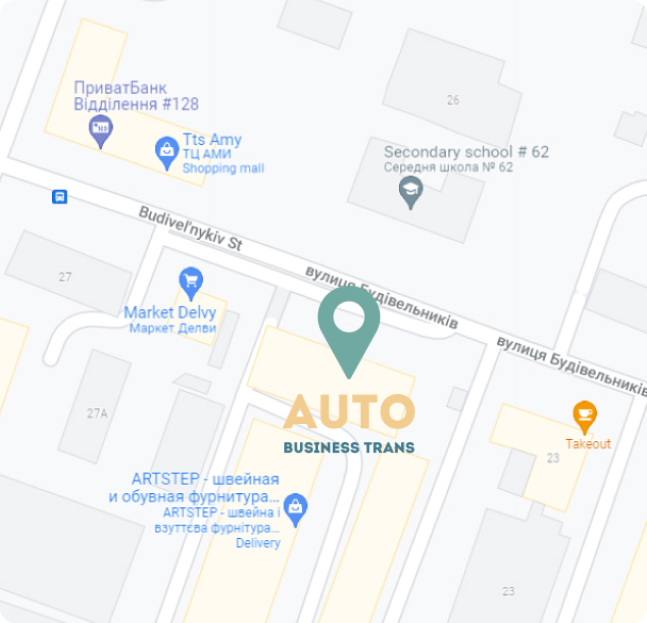 ПриватБанк
Відділення #128
Tts Amy
ТЦ АМИ
Shopping mall
26
Secondary school # 62
Середня школа № 62
Budivel'nykiv St
вулиця Будівельників
27
Market Delvy
Маркет Делви
вулиця Будівельників
27A
AUTO
BUSINESS TRANS
Takeout
23
ARTSTEP - швейная
и обувная фурнитура...
ARTSTEP - швейна і
взуттєва фурнітура...
Delivery
23